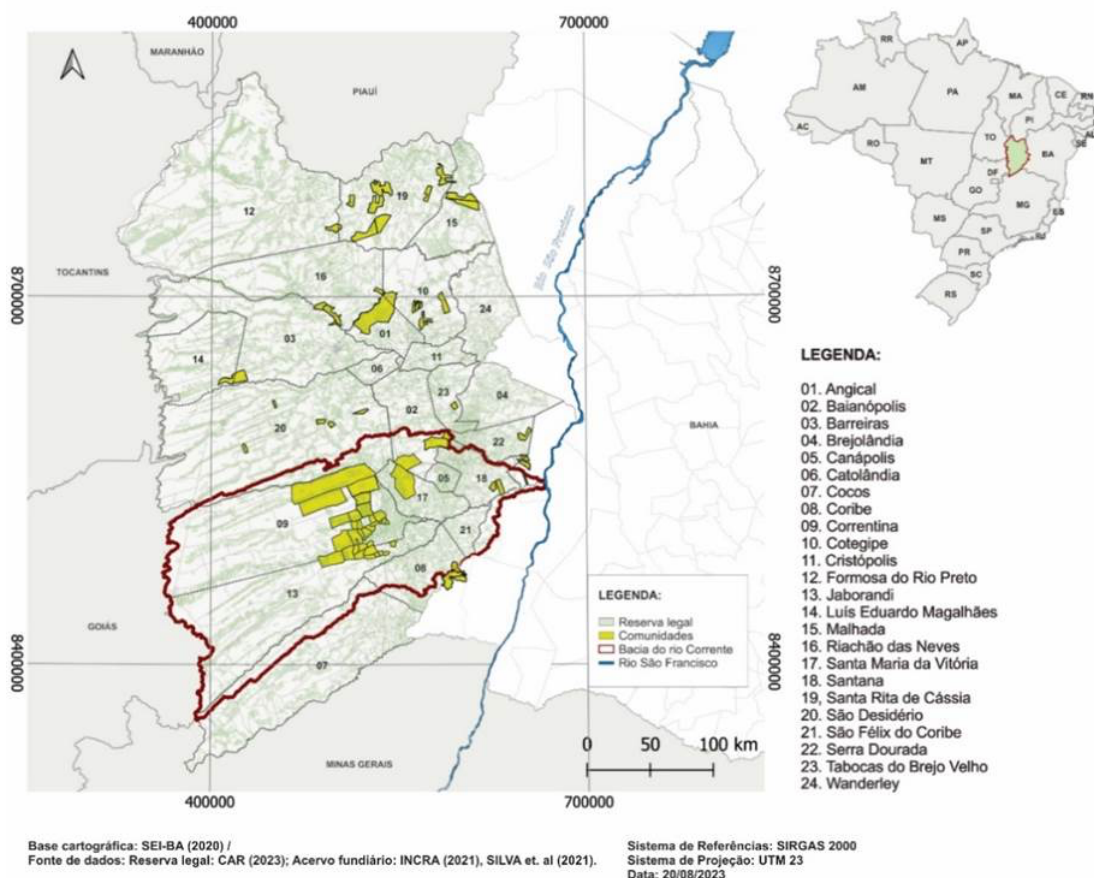 400000
700000
MARANHÃO
PIAUÍ
TOCANTINS
GOIÁS
MINAS GERAIS
BAHIA
Rio São Francisco
12
19
15
16
10
24
03
01
14
11
06
23
04
02
20
22
05
18
17
09
21
08
13
07
8700000
8700000
8400000
8400000
400000
700000
LEGENDA:
Reserva legal
Comunidades
Bacia do rio Corrente
Rio São Francisco
0 50 100 km
RR
AP
AM
PA
MA
CE
RN
PI
AC
RO
TO
AL
SE
MT
BA
DF
GO
MG
ES
MS
SP
RJ
PR
SC
RS
LEGENDA:
01. Angical
02. Baianópolis
03. Barreiras
04. Brejolândia
05. Canápolis
06. Catolândia
07. Cocos
08. Coribe
09. Correntina
10. Cotegipe
11. Cristópolis
12. Formosa do Rio Preto
13. Jaborandi
14. Luís Eduardo Magalhães
15. Malhada
16. Riachão das Neves
17. Santa Maria da Vitória
18. Santana
19, Santa Rita de Cássia
20. São Desidério
21. São Félix do Coribe
22. Serra Dourada
23. Tabocas do Brejo Velho
24. Wanderley
Base cartográfica: SEI-BA (2020) /
Fonte de dados: Reserva legal: CAR (2023); Acervo fundiário: INCRA (2021), SILVA et. al (2021).
Sistema de Referências: SIRGAS 2000
Sistema de Projeção: UTM 23
Data: 20/08/2023